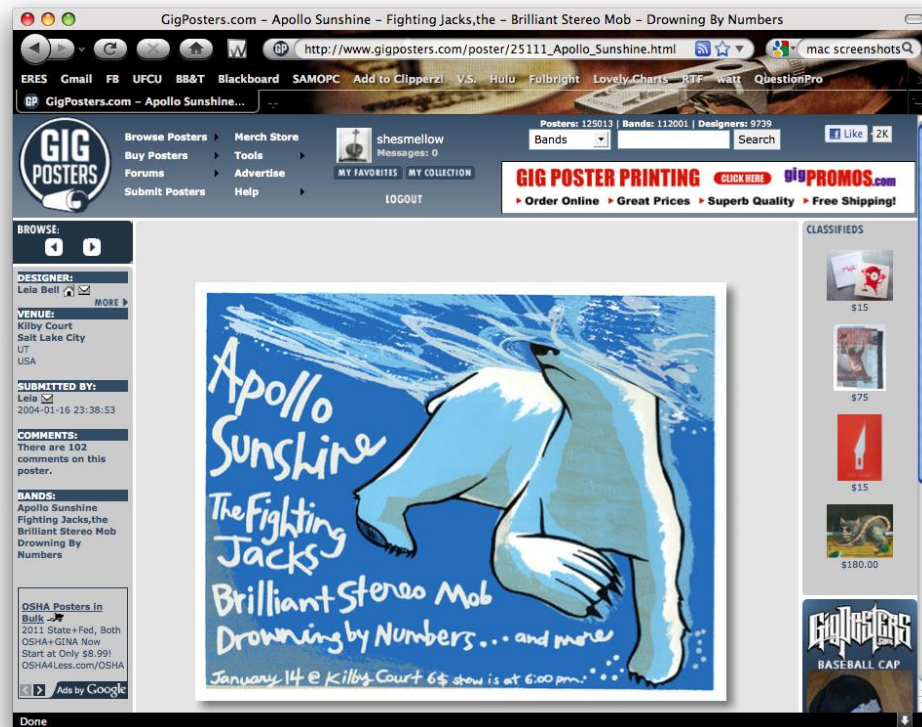 GigPosters.com – Apollo Sunshine – Fighting Jacks,the – Brilliant Stereo Mob – Drowning By Numbers
GP http://www.gigposters.com/poster/25111_Apollo_Sunshine.html mac screenshots
ERES Gmail FB UFCU BB&T Blackboard SAMOPC Add to Clipperz! V.S. Hulu Fulbright Lovely Charts RTF watt QuestionPro
GP GigPosters.com – Apollo Sunshine...
GIG
POSTERS
Browse Posters
Buy Posters
Forums
Submit Posters
Merch Store
Tools
Advertise
Help
shesmellow
Messages: 0
MY FAVORITES MY COLLECTION
LOGOUT
Posters: 125013 | Bands: 112001 | Designers: 9739
Bands Search
Like 2K
GIG POSTER PRINTING CLICK HERE gigPROMOS.com
Order Online Great Prices Superb Quality Free Shipping!
BROWSE:
DESIGNER:
Leia Bell
MORE
VENUE:
Kilby Court
Salt Lake City
UT
USA
SUBMITTED BY:
Leia
2004-01-16 23:38:53
COMMENTS:
There are 102
comments on this
poster.
BANDS:
Apollo Sunshine
Fighting Jacks,the
Brilliant Stereo Mob
Drowning By
Numbers
OSHA Posters in
Bulk
2011 State+Fed, Both
OSHA+GINA Now
Start at Only $8.99!
OSHA4Less.com/OSHA
Ads by Google
Apollo
Sunshine
The Fighting
Jacks
Brilliant Stereo Mob
Drowning by Numbers... and more
January 14 @ Kilby Court 6$ show is at 6:00 pm.
CLASSIFIEDS
$15
$75
$15
$180.00
GigPosters
.com
BASEBALL CAP
Done